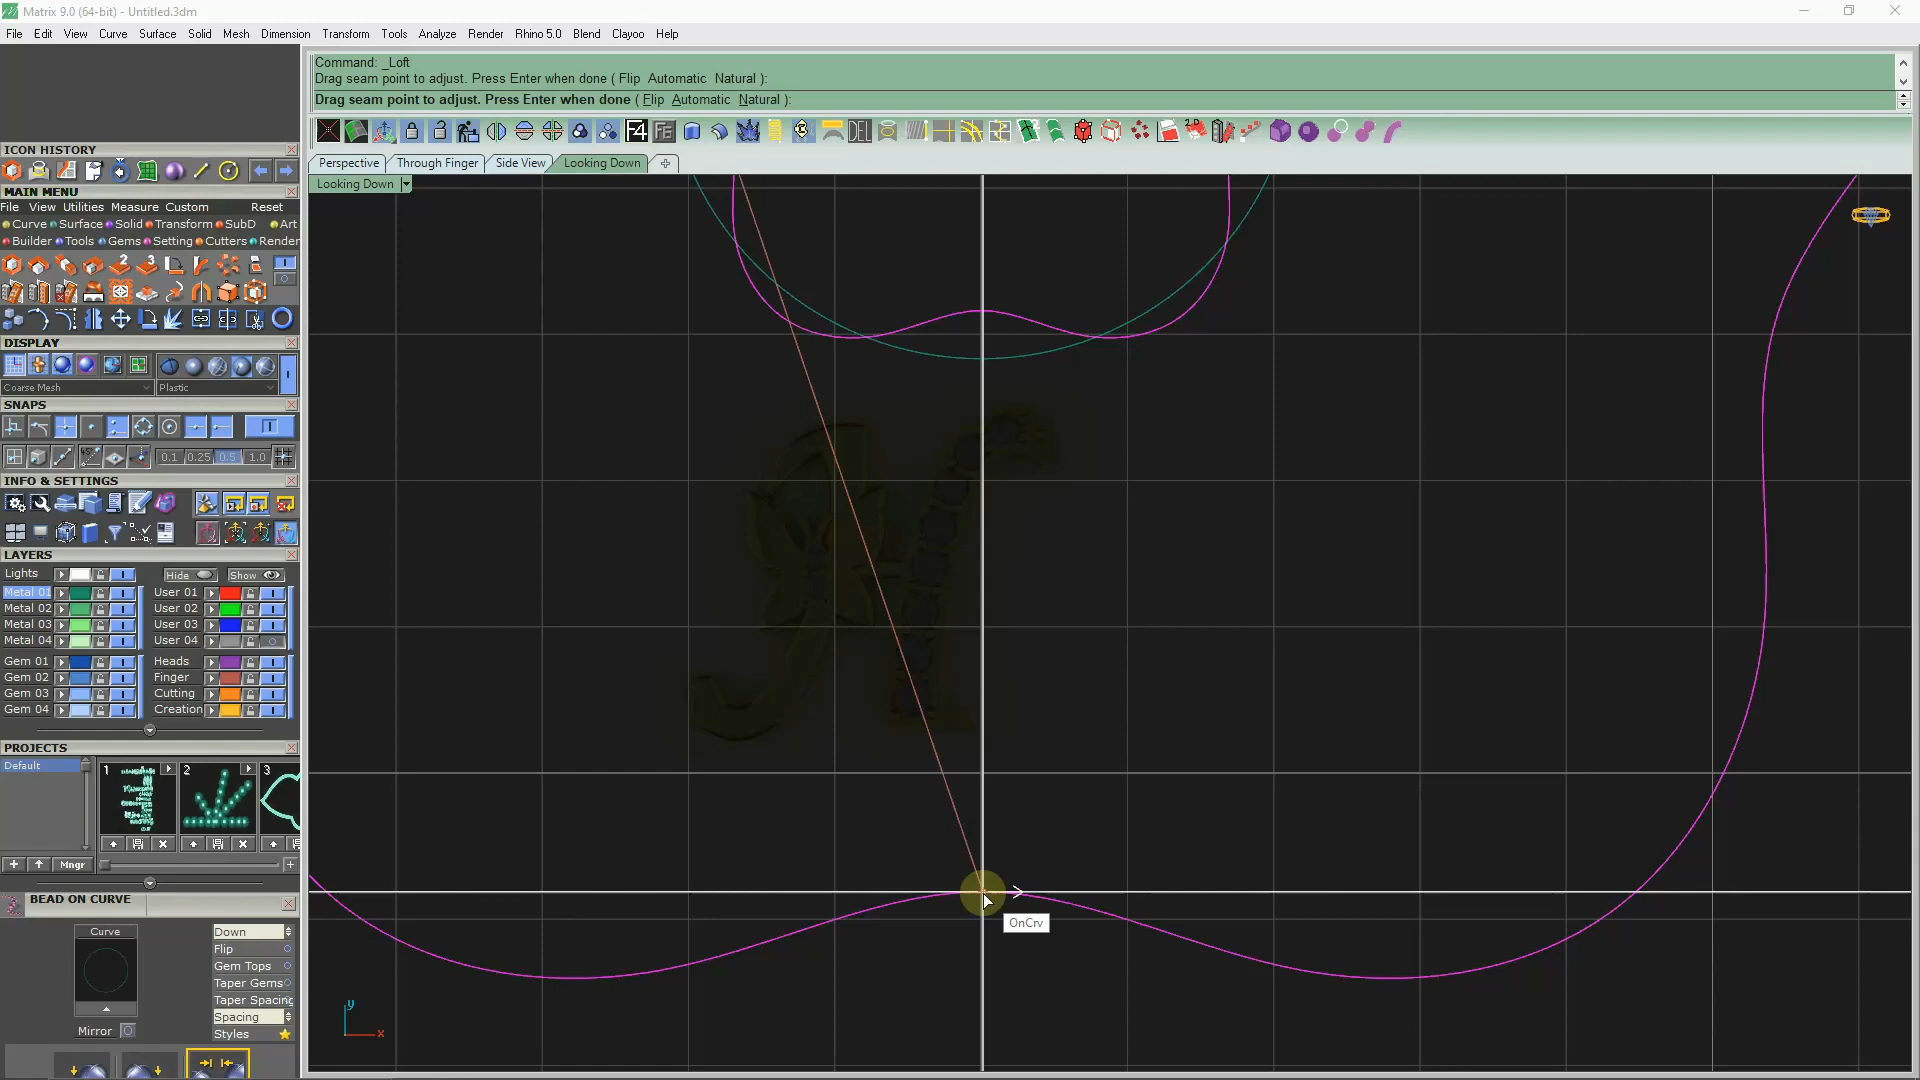 Matrix 9.0 (64-bit) - Untitled.3dm
File Edit View Curve Surface Solid Mesh Dimension Transform Tools Analyze Render Rhino 5.0 Blend Clayoo Help
Command: _Loft
Drag seam point to adjust. Press Enter when done ( Flip Automatic Natural ):
Drag seam point to adjust. Press Enter when done ( Flip Automatic Natural ):
F4
DEL
Perspective Through Finger Side View Looking Down
Looking Down
ICON HISTORY
MAIN MENU
File View Utilities Measure Custom Reset
Curve Surface Solid Transform SubD Art
Builder Tools Gems Setting Cutters Render
DISPLAY
Coarse Mesh Plastic
SNAPS
0.1 0.25 0.5 1.0
INFO & SETTINGS
LAYERS
Lights Hide Show
Metal 01 User 01
Metal 02 User 02
Metal 03 User 03
Metal 04 User 04
Gem 01 Heads
Gem 02 Finger
Gem 03 Cutting
Gem 04 Creation
PROJECTS
Default 1 2 3
Mngr
BEAD ON CURVE
Curve Down
Flip
Gem Tops
Taper Gems
Taper Spacing
Spacing
Mirror Styles
OnCrv
y
x